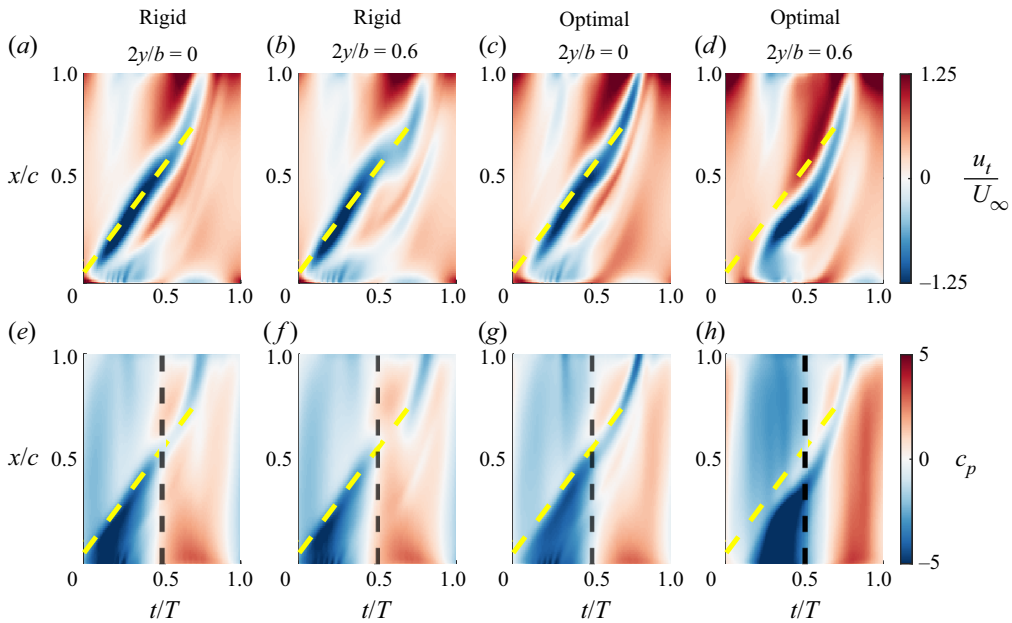 Rigid Rigid Optimal Optimal
(a) 2y/b = 0 (b) 2y/b = 0.6 (c) 2y/b = 0 (d) 2y/b = 0.6
1.0 1.0 1.0 1.0 1.25
x/c 0.5 0.5 0.5 0.5 0 u_t / U_∞
0 0.5 1.0 0 0.5 1.0 0 0.5 1.0 0 0.5 1.0 −1.25
(e) (f) (g) (h)
1.0 1.0 1.0 1.0 5
x/c 0.5 0.5 0.5 0.5 0 c_p
0 0.5 1.0 0 0.5 1.0 0 0.5 1.0 0 0.5 1.0 −5
t/T t/T t/T t/T